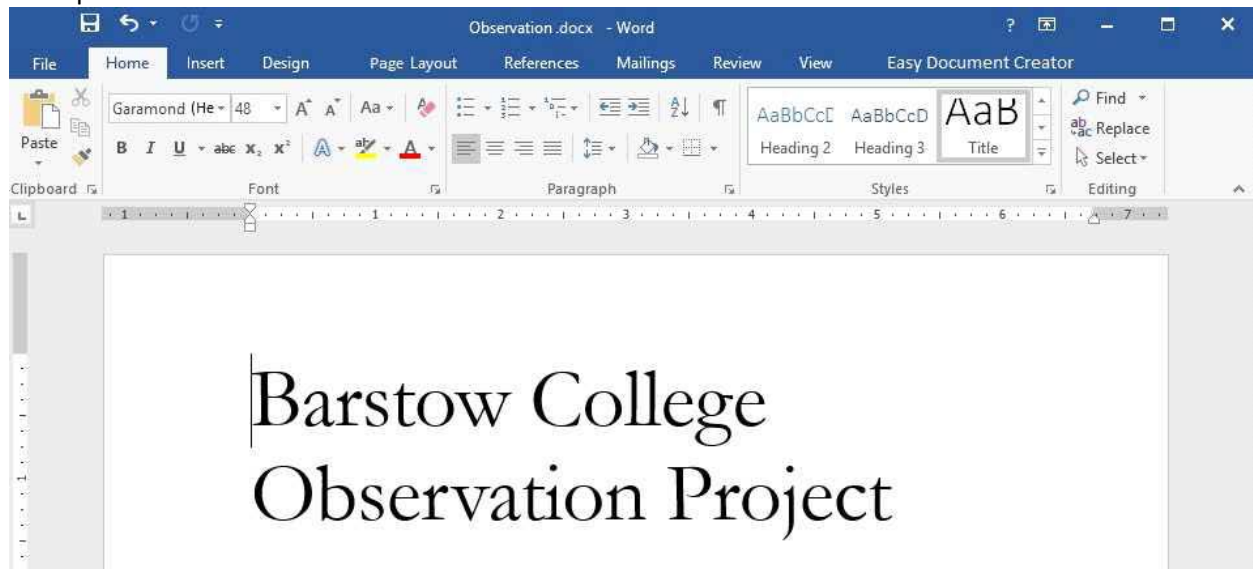 Observation.docx - Word
File Home Insert Design Page Layout References Mailings Review View Easy Document Creator
Paste
Garamond (He 48 Aa
B I U abc x₂ x² A aby A
AaBbCcD AaBbCcD AaB
Heading 2 Heading 3 Title
Find
Replace
Select
Clipboard Font Paragraph Styles Editing
1 1 2 3 4 5 6 7
Barstow College
Observation Project